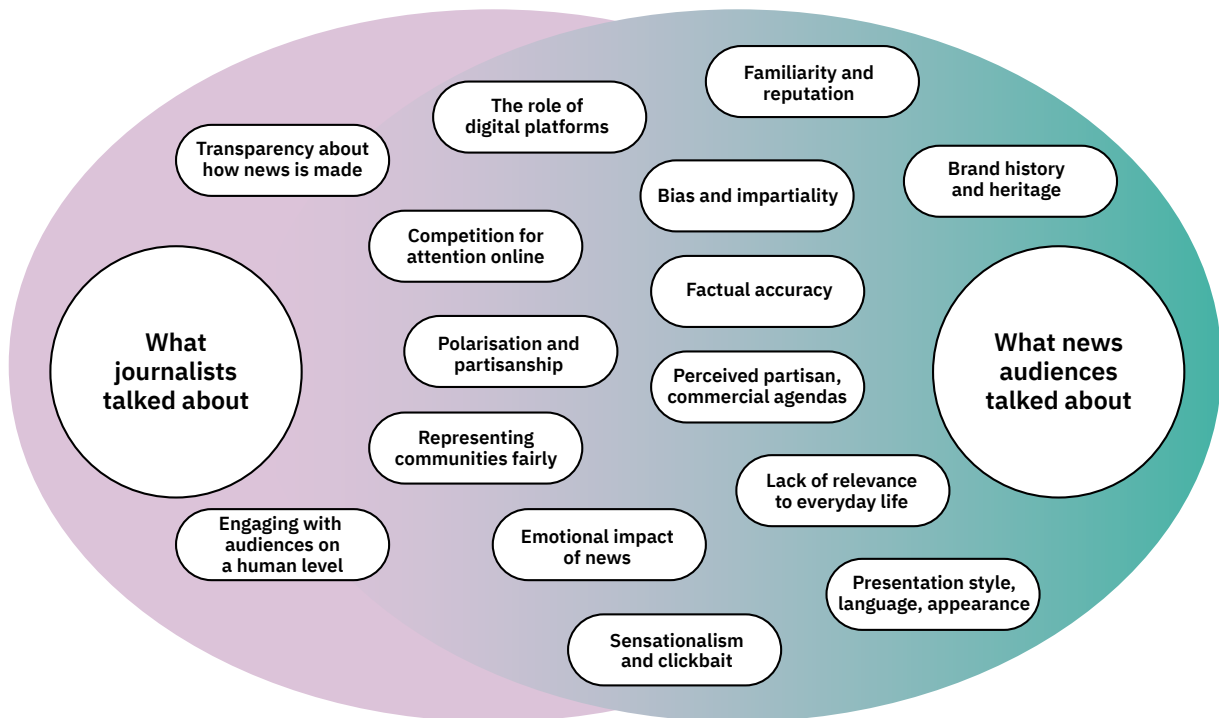 Familiarity and
reputation
The role of
digital platforms
Transparency about
how news is made
Brand history
and heritage
Bias and impartiality
Competition for
attention online
Factual accuracy
What
journalists
talked about
Polarisation and
partisanship
What news
audiences
talked about
Perceived partisan,
commercial agendas
Representing
communities fairly
Lack of relevance
to everyday life
Engaging with
audiences on
a human level
Emotional impact
of news
Presentation style,
language, appearance
Sensationalism
and clickbait